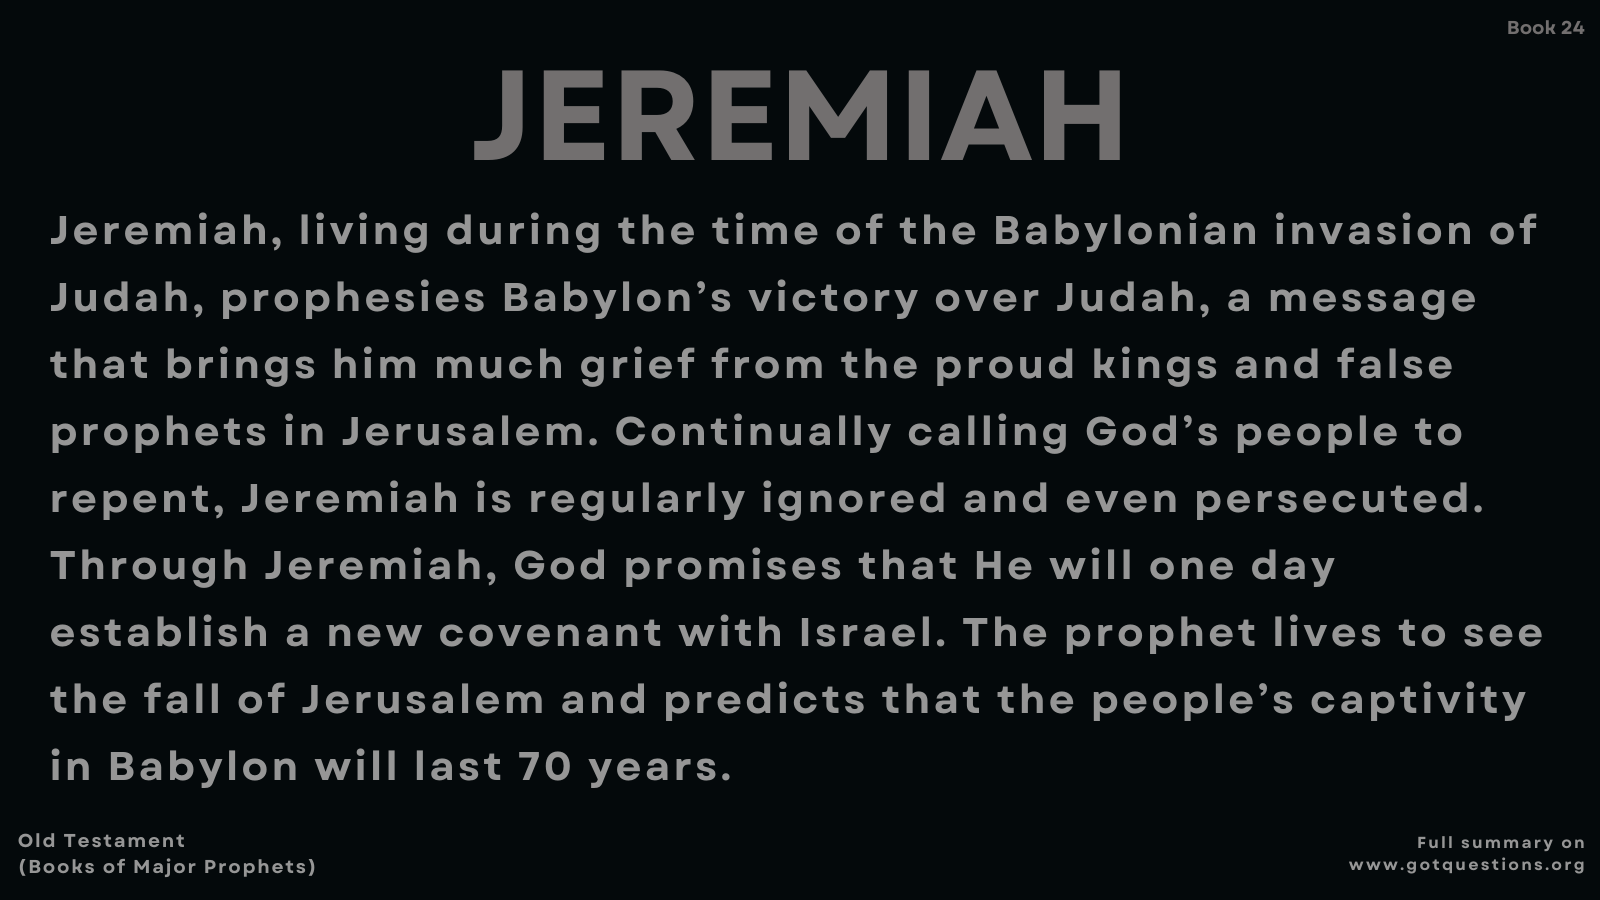 Book 24
JEREMIAH
Jeremiah, living during the time of the Babylonian invasion of
Judah, prophesies Babylon’s victory over Judah, a message
that brings him much grief from the proud kings and false
prophets in Jerusalem. Continually calling God’s people to
repent, Jeremiah is regularly ignored and even persecuted.
Through Jeremiah, God promises that He will one day
establish a new covenant with Israel. The prophet lives to see
the fall of Jerusalem and predicts that the people’s captivity
in Babylon will last 70 years.
Old Testament
(Books of Major Prophets)
Full summary on
www.gotquestions.org